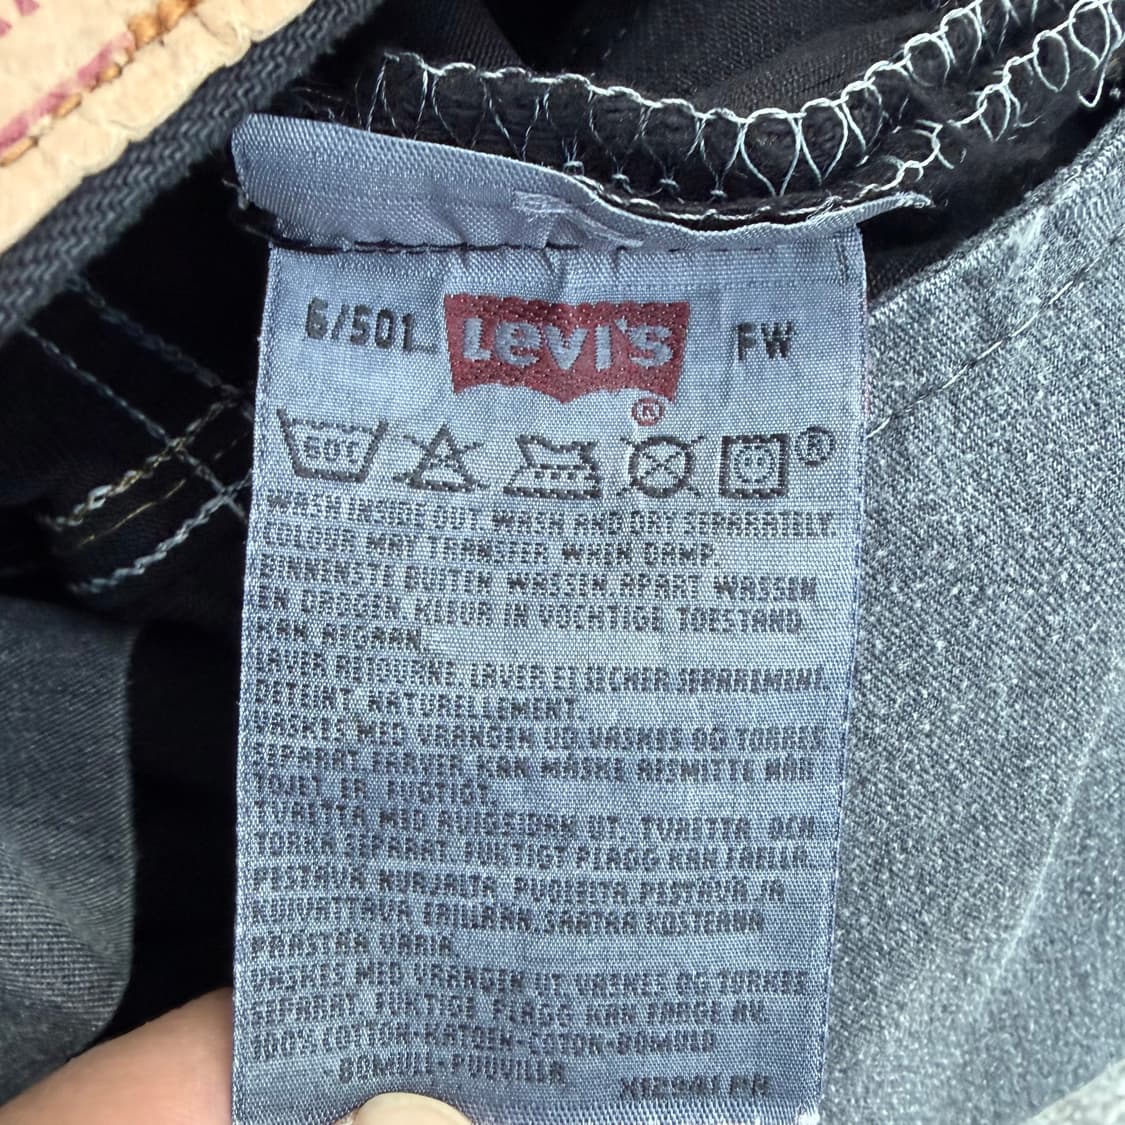 6/501 Levi's ® FW
60° ®
WASH INSIDE OUT. WASH AND DRY SEPARATELY.
COLOUR MAY TRANSFER WHEN DAMP.
BINNENSTE BUITEN WASSEN. APART WASSEN
EN DROGEN. KLEUR IN VOCHTIGE TOESTAND
KAN AFGAAN.
LAVER RETOURNE. LAVER ET SECHER SEPAREMENT.
DETEINT NATURELLEMENT.
VASKES MED VRANGEN UD. VASKES OG TORRES
SEPARAT. FARVER KAN MASKE AFSMITTE NAR
TOJET ER FUGTIGT.
TVATTA MED AVIGSIDAN UT. TVATTA OCH
TORKA SEPARAT. FUKTIGT PLAGG KAN FARGA
PESTAVA NURJALTA PUOLELTA. PESTAVA JA
KUIVATTAVA ERILLAAN. SAATAA KOSTEANA
PAASTAA VARIA.
VASKES MED VRANGEN UT. VASKES OG TORKES
SEPARAT. FUKTIGE PLAGG KAN FARGE AV.
100% COTTON-KATOEN-COTON-BOMULD
BOMULL-PUUVILLA